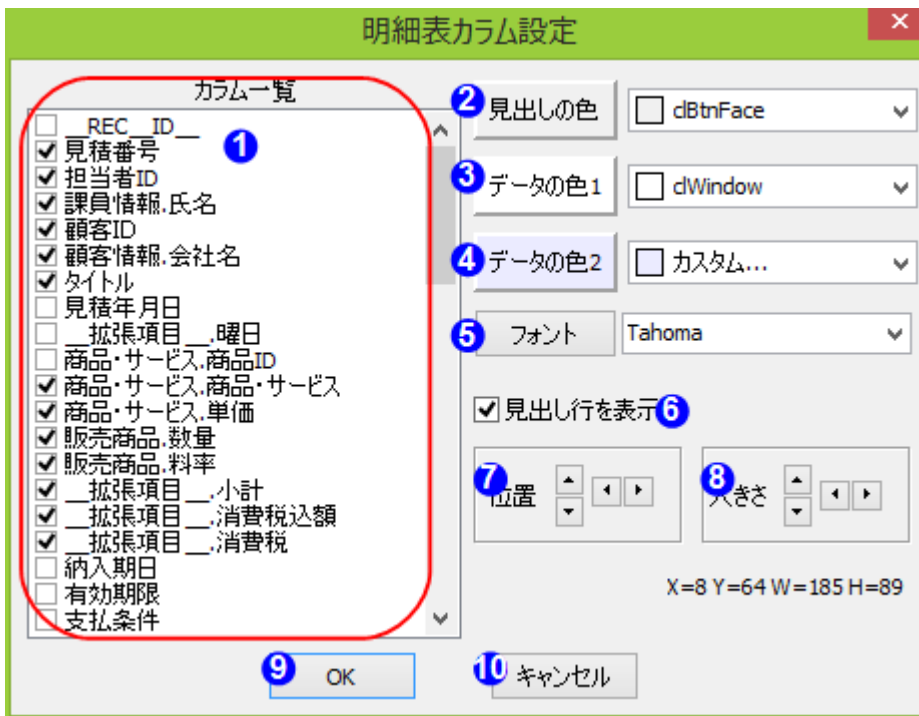 明細表カラム設定
カラム一覧
__REC__ID__
1
見積番号
担当者ID
課員情報.氏名
顧客ID
顧客情報.会社名
タイトル
見積年月日
__拡張項目__.曜日
商品・サービス.商品ID
商品・サービス.商品・サービス
商品・サービス.単価
販売商品.数量
販売商品.料率
__拡張項目__.小計
__拡張項目__.消費税込額
__拡張項目__.消費税
納入期日
有効期限
支払条件
2 見出しの色 clBtnFace
3 データの色1 clWindow
4 データの色2 カスタム...
5 フォント Tahoma
見出し行を表示 6
7 位置
8 大きさ
X=8 Y=64 W=185 H=89
9 OK
10 キャンセル